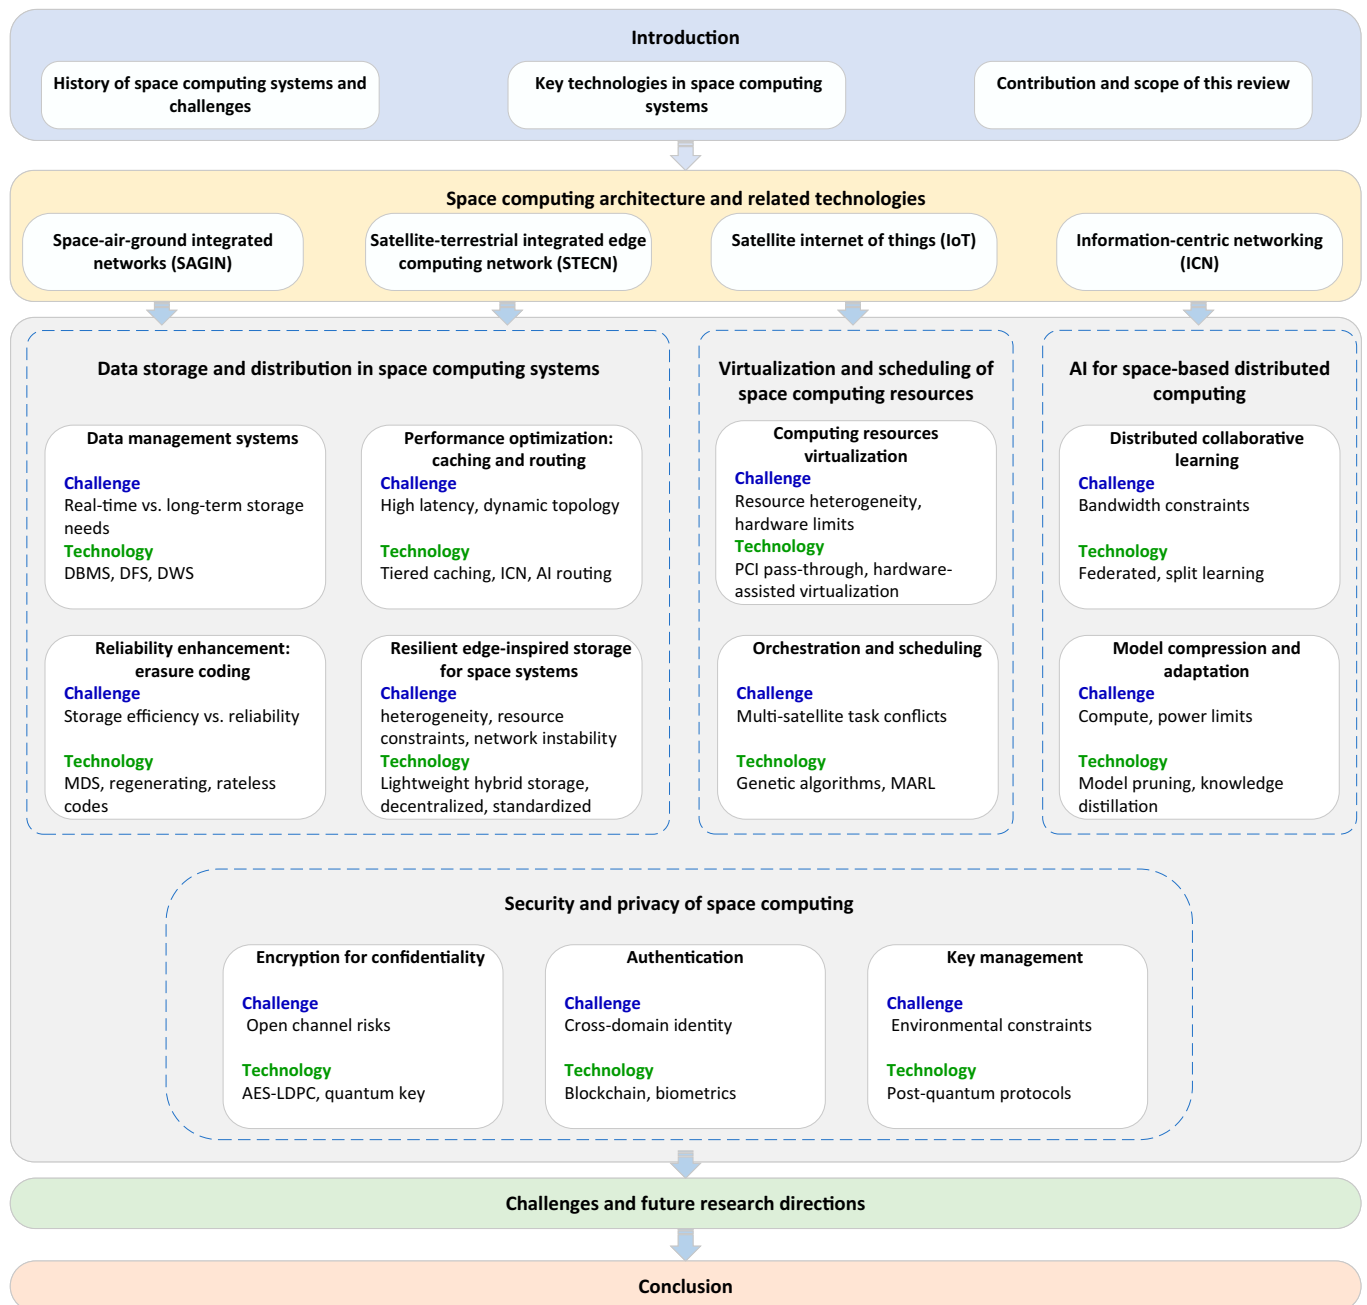 Introduction
History of space computing systems and
challenges
Key technologies in space computing
systems
Contribution and scope of this review
Space computing architecture and related technologies
Space-air-ground integrated
networks (SAGIN)
Satellite-terrestrial integrated edge
computing network (STECN)
Satellite internet of things (IoT)
Information-centric networking
(ICN)
Data storage and distribution in space computing systems
Data management systems
Challenge
Real-time vs. long-term storage
needs
Technology
DBMS, DFS, DWS
Performance optimization:
caching and routing
Challenge
High latency, dynamic topology
Technology
Tiered caching, ICN, AI routing
Reliability enhancement:
erasure coding
Challenge
Storage efficiency vs. reliability
Technology
MDS, regenerating, rateless
codes
Resilient edge-inspired storage
for space systems
Challenge
heterogeneity, resource
constraints, network instability
Technology
Lightweight hybrid storage,
decentralized, standardized
Virtualization and scheduling of
space computing resources
Computing resources
virtualization
Challenge
Resource heterogeneity,
hardware limits
Technology
PCI pass-through, hardware-
assisted virtualization
Orchestration and scheduling
Challenge
Multi-satellite task conflicts
Technology
Genetic algorithms, MARL
AI for space-based distributed
computing
Distributed collaborative
learning
Challenge
Bandwidth constraints
Technology
Federated, split learning
Model compression and
adaptation
Challenge
Compute, power limits
Technology
Model pruning, knowledge
distillation
Security and privacy of space computing
Encryption for confidentiality
Challenge
Open channel risks
Technology
AES-LDPC, quantum key
Authentication
Challenge
Cross-domain identity
Technology
Blockchain, biometrics
Key management
Challenge
Environmental constraints
Technology
Post-quantum protocols
Challenges and future research directions
Conclusion